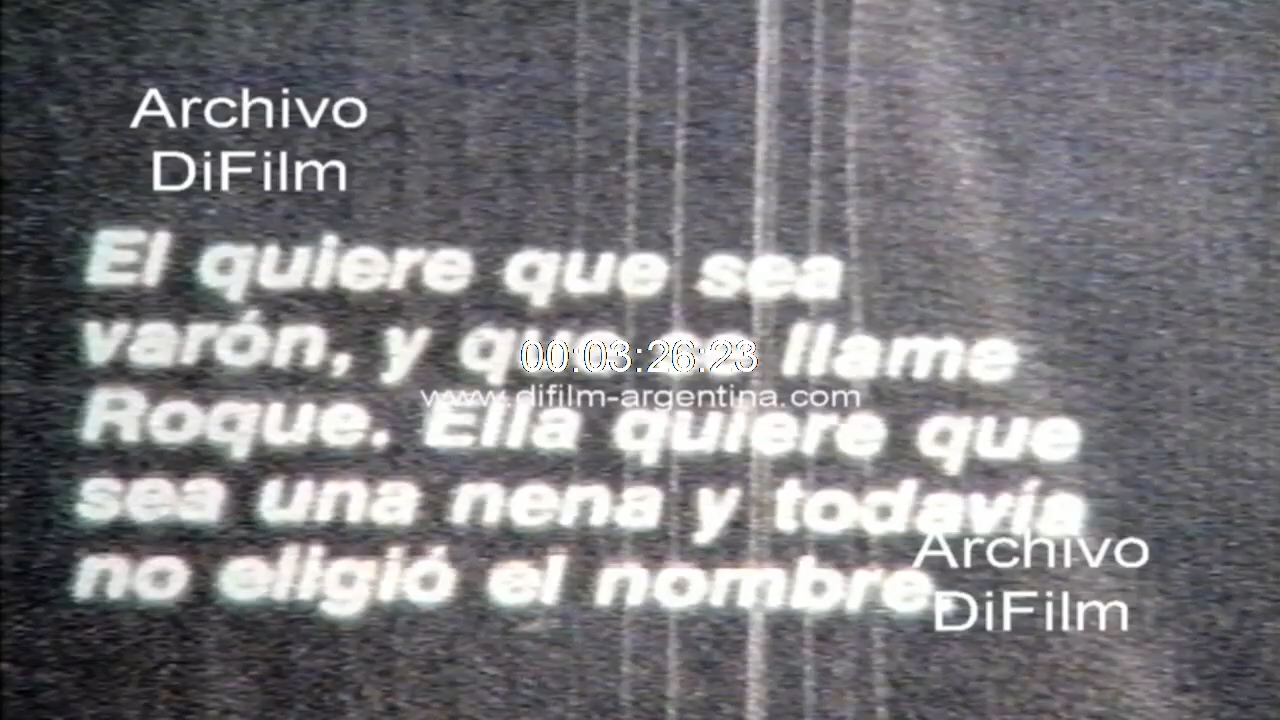 Archivo
DiFilm
El quiere que sea
varón, y que se llame
00:03:26:23
www.difilm-argentina.com
Roque. Ella quiere que
sea una nena y todavía
no eligió el nombre.
Archivo
DiFilm